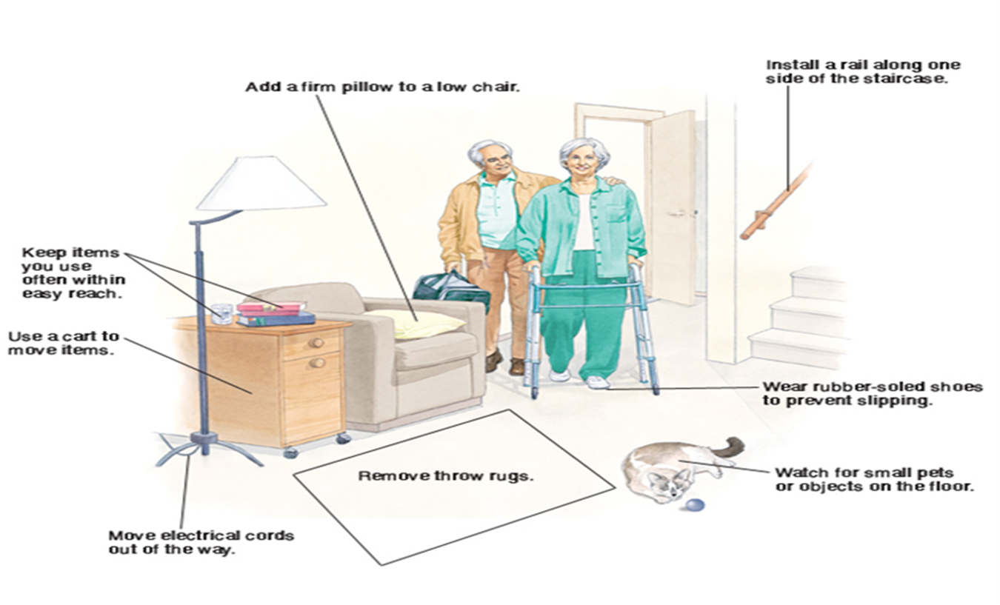 Install a rail along one
side of the staircase.
Add a firm pillow to a low chair.
Keep items
you use
often within
easy reach.
Use a cart to
move items.
Wear rubber-soled shoes
to prevent slipping.
Remove throw rugs.
Watch for small pets
or objects on the floor.
Move electrical cords
out of the way.